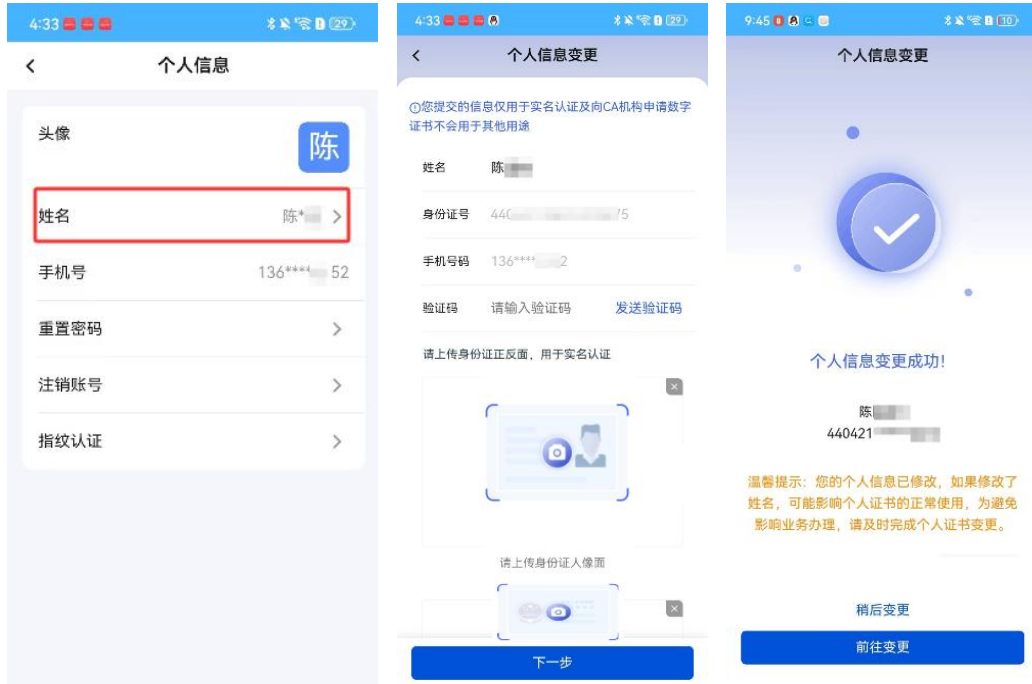 4:33
29
个人信息
头像
陈
姓名
陈*
手机号
136****
52
重置密码
注销账号
指纹认证
4:33
29
个人信息变更
您提交的信息仅用于实名认证及向CA机构申请数字
证书不会用于其他用途
姓名
陈
身份证号
440
75
手机号码
136****
2
验证码
请输入验证码
发送验证码
请上传身份证正反面，用于实名认证
请上传身份证人像面
下一步
9:45
10
个人信息变更
个人信息变更成功！
陈
440421
温馨提示：您的个人信息已修改，如果修改了
姓名，可能影响个人证书的正常使用，为避免
影响业务办理，请及时完成个人证书变更。
稍后变更
前往变更